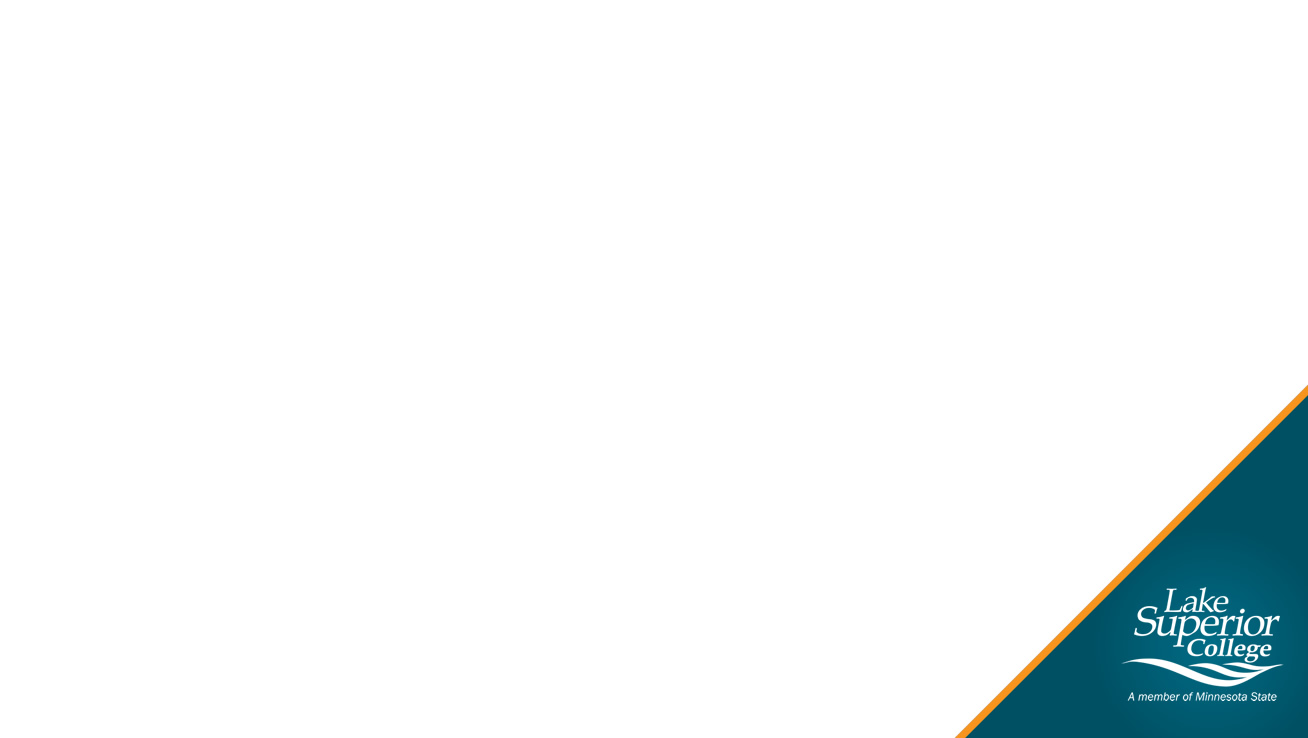 Lake
Superior
College
A member of Minnesota State